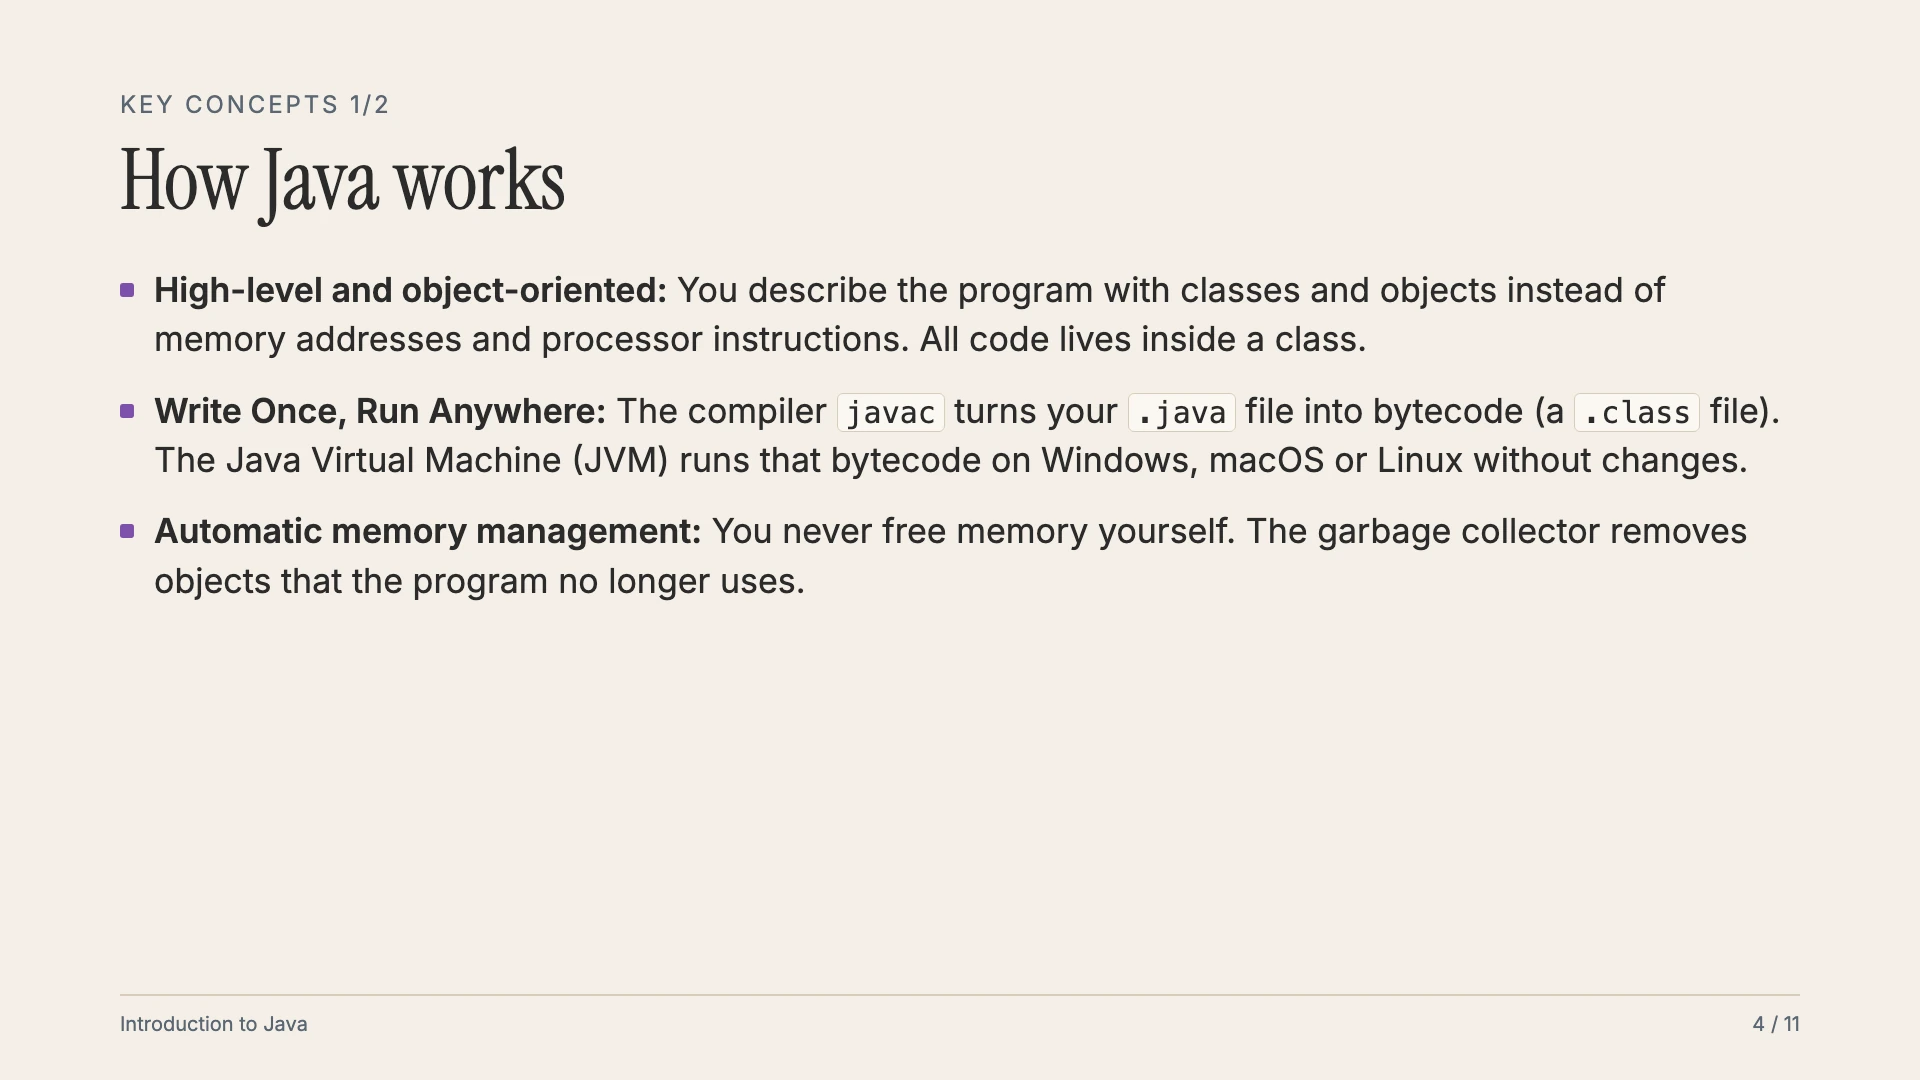 KEY CONCEPTS 1/2
How Java works
High-level and object-oriented: You describe the program with classes and objects instead of
memory addresses and processor instructions. All code lives inside a class.
Write Once, Run Anywhere: The compiler javac turns your .java file into bytecode (a .class file).
The Java Virtual Machine (JVM) runs that bytecode on Windows, macOS or Linux without changes.
Automatic memory management: You never free memory yourself. The garbage collector removes
objects that the program no longer uses.
Introduction to Java
4 / 11